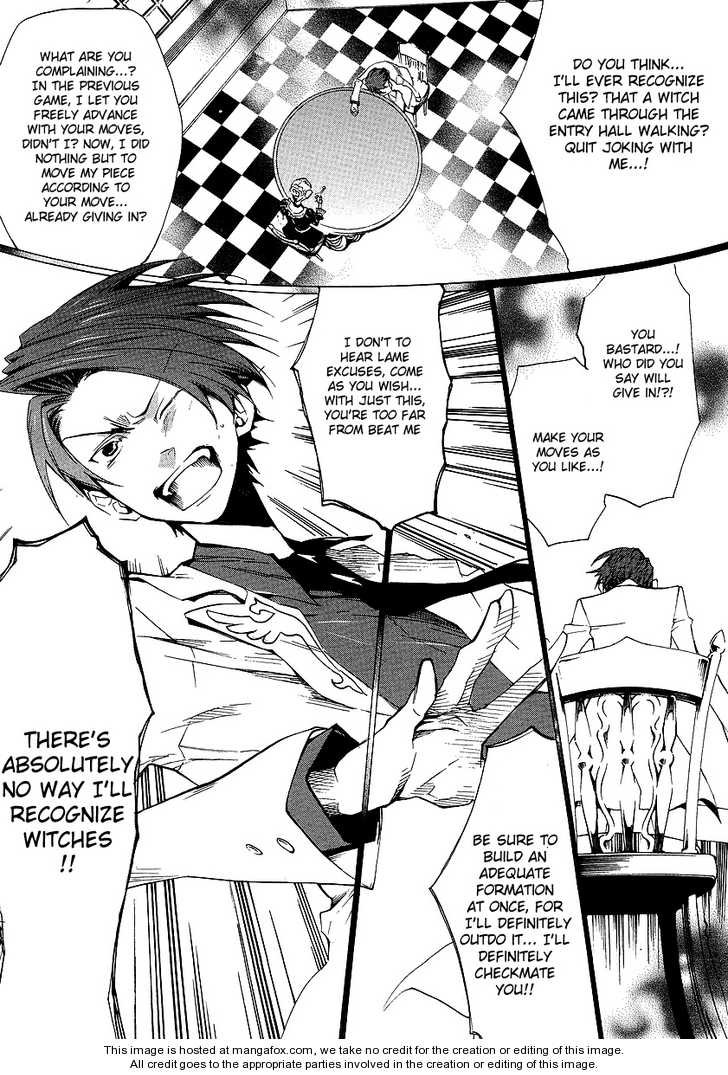 DO YOU THINK...
I'LL EVER RECOGNIZE
THIS? THAT A WITCH
CAME THROUGH THE
ENTRY HALL WALKING?
QUIT JOKING WITH
ME...!
WHAT ARE YOU
COMPLAINING...?
IN THE PREVIOUS
GAME, I LET YOU
FREELY ADVANCE
WITH YOUR MOVES,
DIDN'T I? NOW, I DID
NOTHING BUT TO
MOVE MY PIECE
ACCORDING TO
YOUR MOVE...
ALREADY GIVING IN?
YOU
BASTARD...!
WHO DID YOU
SAY WILL
GIVE IN!?!
MAKE YOUR
MOVES AS
YOU LIKE...!
I DON'T TO
HEAR LAME
EXCUSES, COME
AS YOU WISH...
WITH JUST THIS,
YOU'RE TOO FAR
FROM BEAT ME
BE SURE TO
BUILD AN
ADEQUATE
FORMATION
AT ONCE, FOR
I'LL DEFINITELY
OUTDO IT... I'LL
DEFINITELY
CHECKMATE
YOU!!
THERE'S
ABSOLUTELY
NO WAY I'LL
RECOGNIZE
WITCHES
!!
This image is hosted at mangafox.com, we take no credit for the creation or editing of this image.
All credit goes to the appropriate parties involved in the creation or editing of this image.